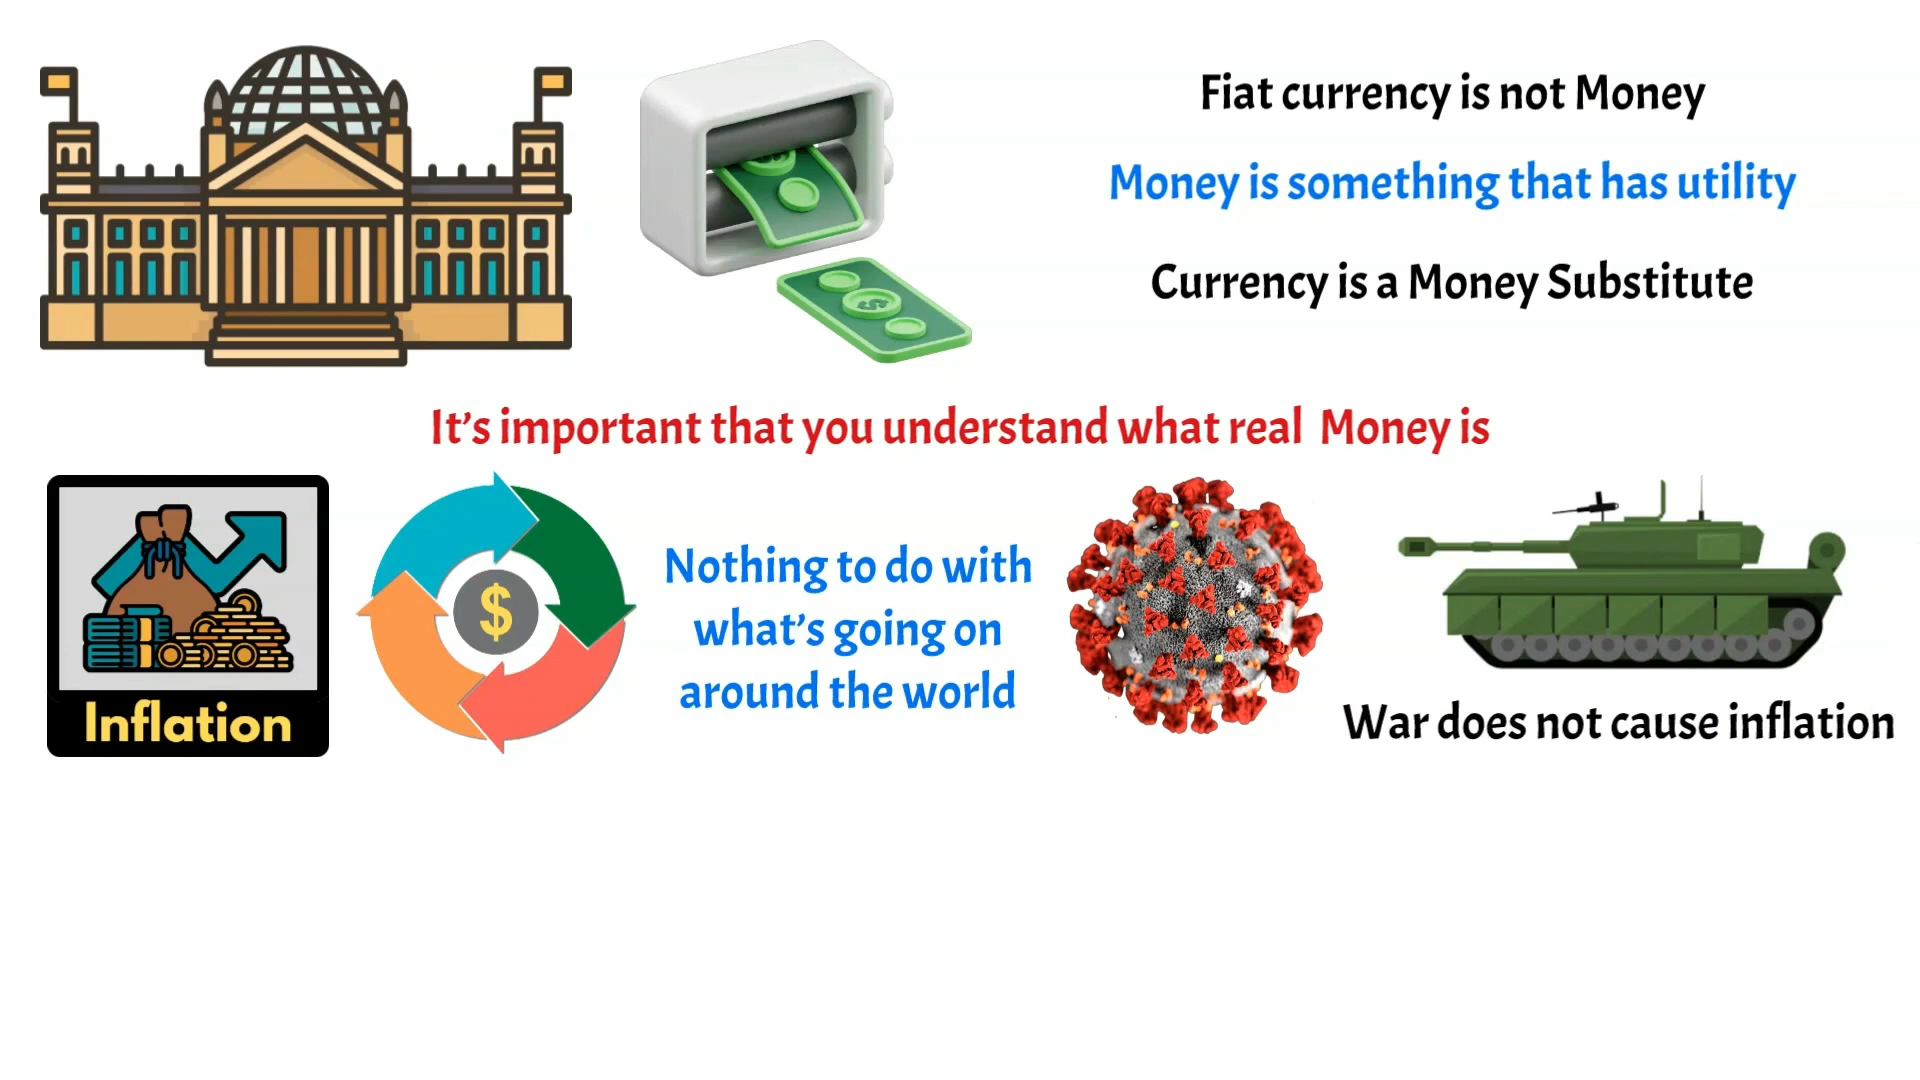 Fiat currency is not Money
Money is something that has utility
Currency is a Money Substitute
It's important that you understand what real Money is
Inflation
$
Nothing to do with
what's going on
around the world
War does not cause inflation